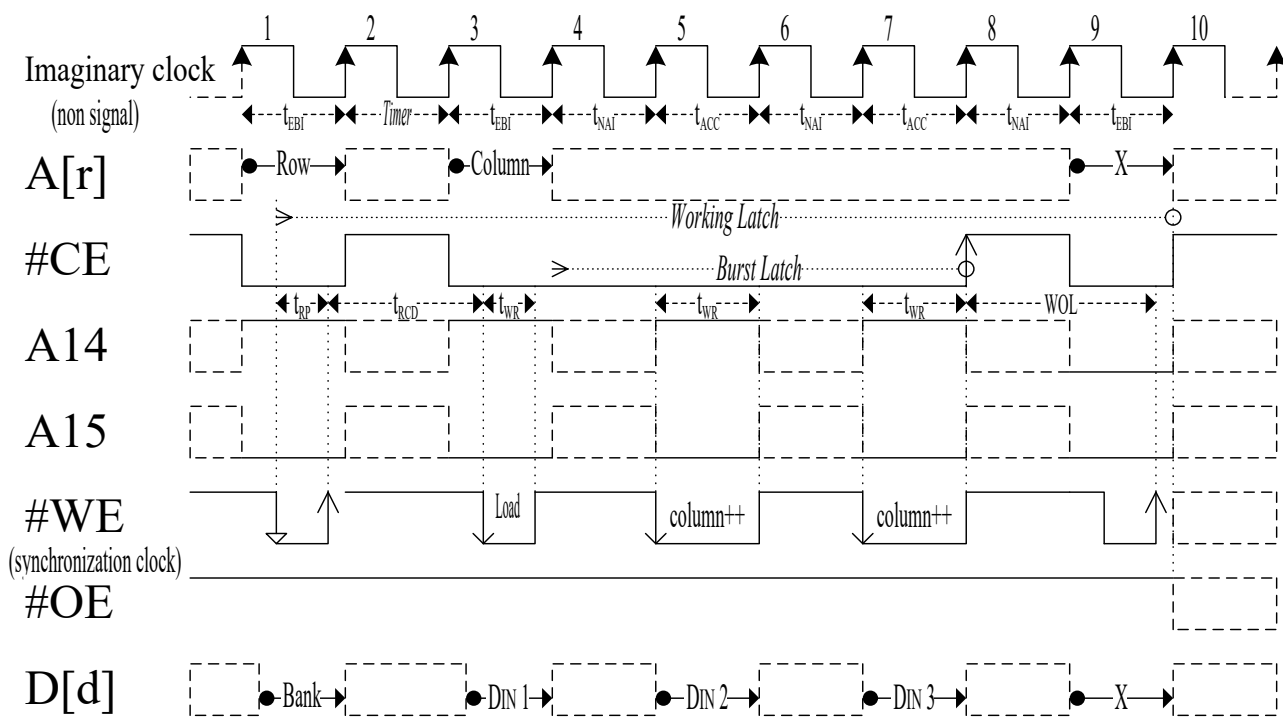 1 2 3 4 5 6 7 8 9 10
Imaginary clock
(non signal)
tEBI Timer tEBI tNAI tACC tNAI tACC tNAI tEBI
A[r] Row Column X
Working Latch
#CE
Burst Latch
tRP tRCD tWR tWR tWR WOL
A14
A15
#WE Load column++ column++
(synchronization clock)
#OE
D[d] Bank DIN 1 DIN 2 DIN 3 X